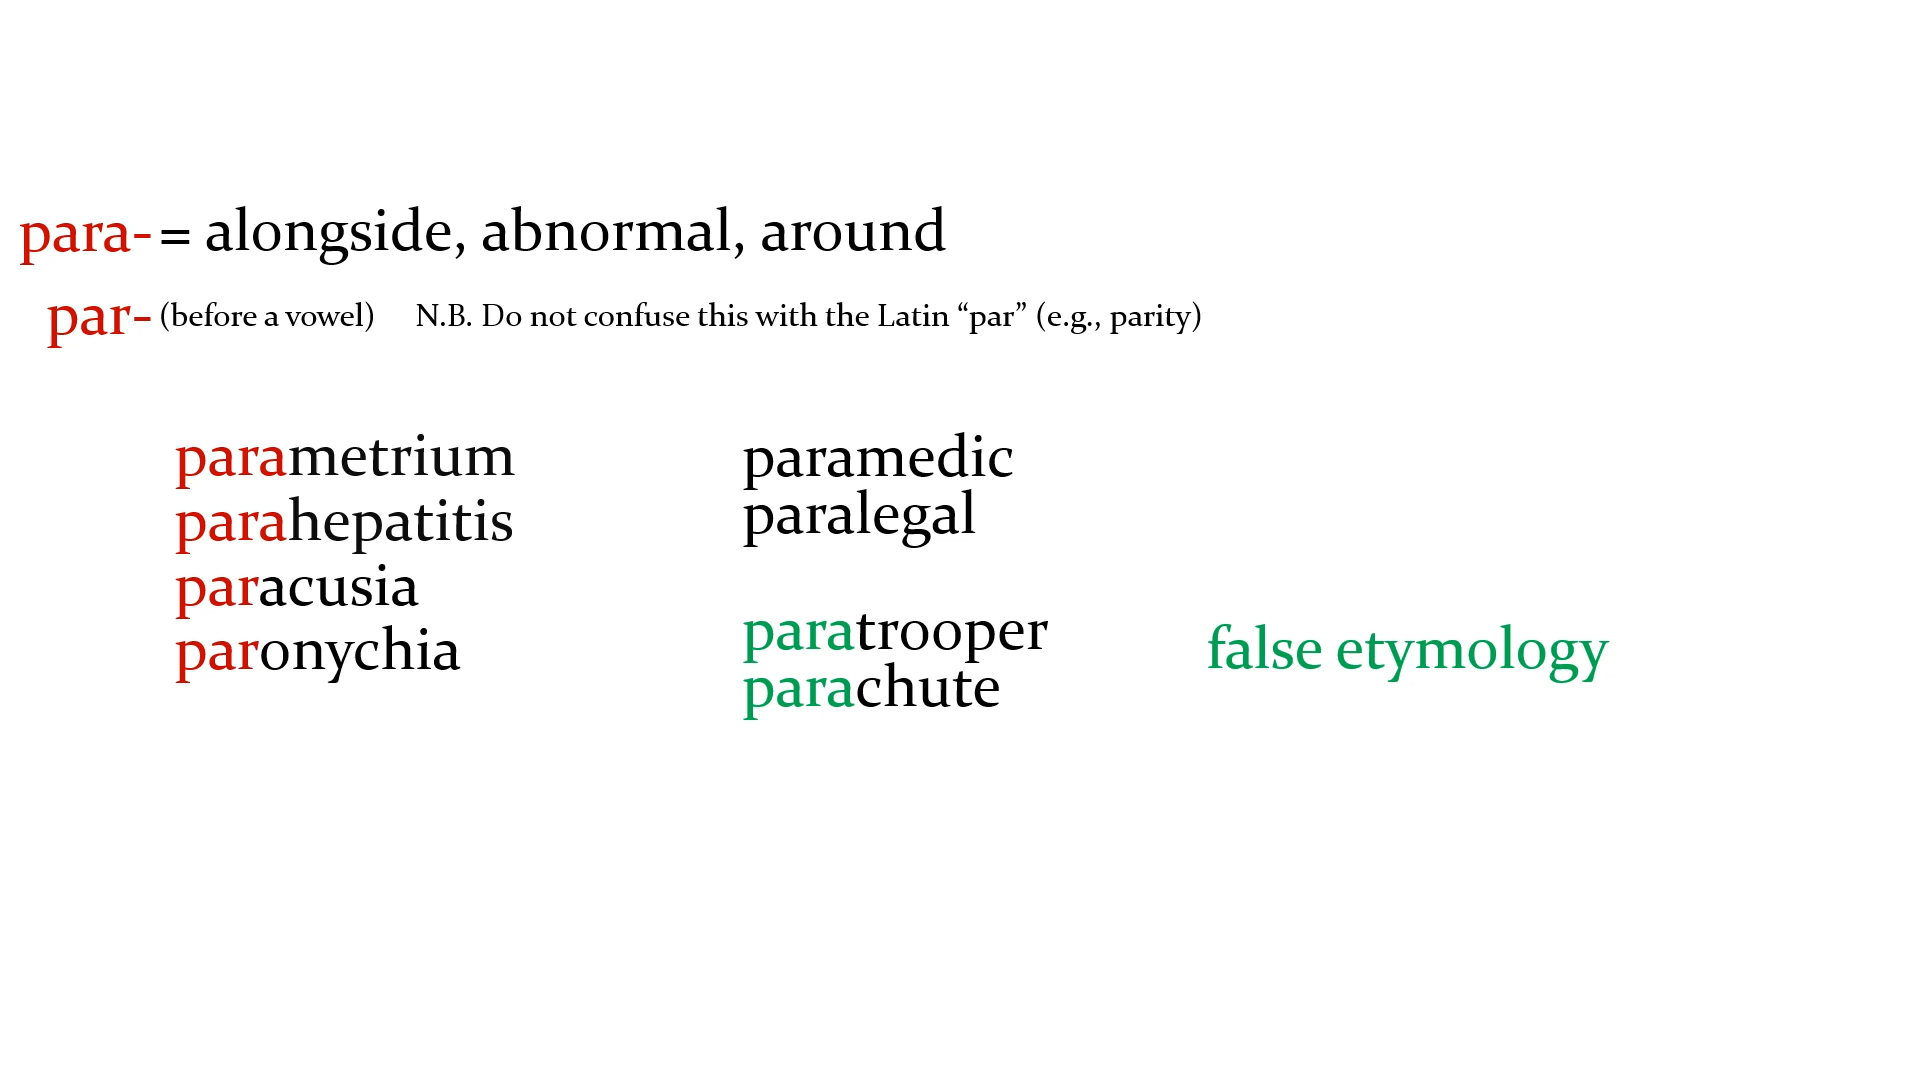 para- = alongside, abnormal, around
par- (before a vowel) N.B. Do not confuse this with the Latin “par” (e.g., parity)
parametrium
parahepatitis
paracusia
paronychia
paramedic
paralegal
paratrooper
parachute
false etymology